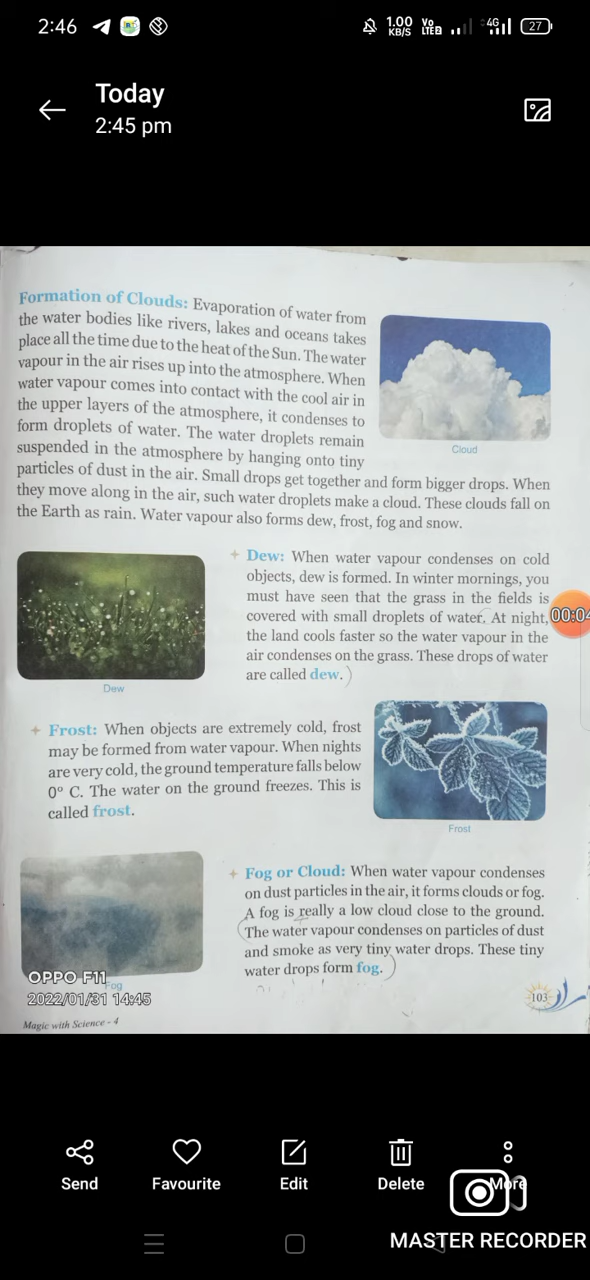 2:46
1.00 KB/S
Vo LTE2
4G
27
Today
2:45 pm
Formation of Clouds: Evaporation of water from
the water bodies like rivers, lakes and oceans takes
place all the time due to the heat of the Sun. The water
vapour in the air rises up into the atmosphere. When
water vapour comes into contact with the cool air in
the upper layers of the atmosphere, it condenses to
form droplets of water. The water droplets remain
suspended in the atmosphere by hanging onto tiny
particles of dust in the air. Small drops get together and form bigger drops. When
they move along in the air, such water droplets make a cloud. These clouds fall on
the Earth as rain. Water vapour also forms dew, frost, fog and snow.
Cloud
Dew: When water vapour condenses on cold
objects, dew is formed. In winter mornings, you
must have seen that the grass in the fields is
covered with small droplets of water. At night,
the land cools faster so the water vapour in the
air condenses on the grass. These drops of water
are called dew.
Dew
00:04
Frost: When objects are extremely cold, frost
may be formed from water vapour. When nights
are very cold, the ground temperature falls below
0° C. The water on the ground freezes. This is
called frost.
Frost
Fog or Cloud: When water vapour condenses
on dust particles in the air, it forms clouds or fog.
A fog is really a low cloud close to the ground.
The water vapour condenses on particles of dust
and smoke as very tiny water drops. These tiny
water drops form fog.
OPPO F11
Fog
2022/01/31 14:45
103
Magic with Science - 4
Send
Favourite
Edit
Delete
More
MASTER RECORDER